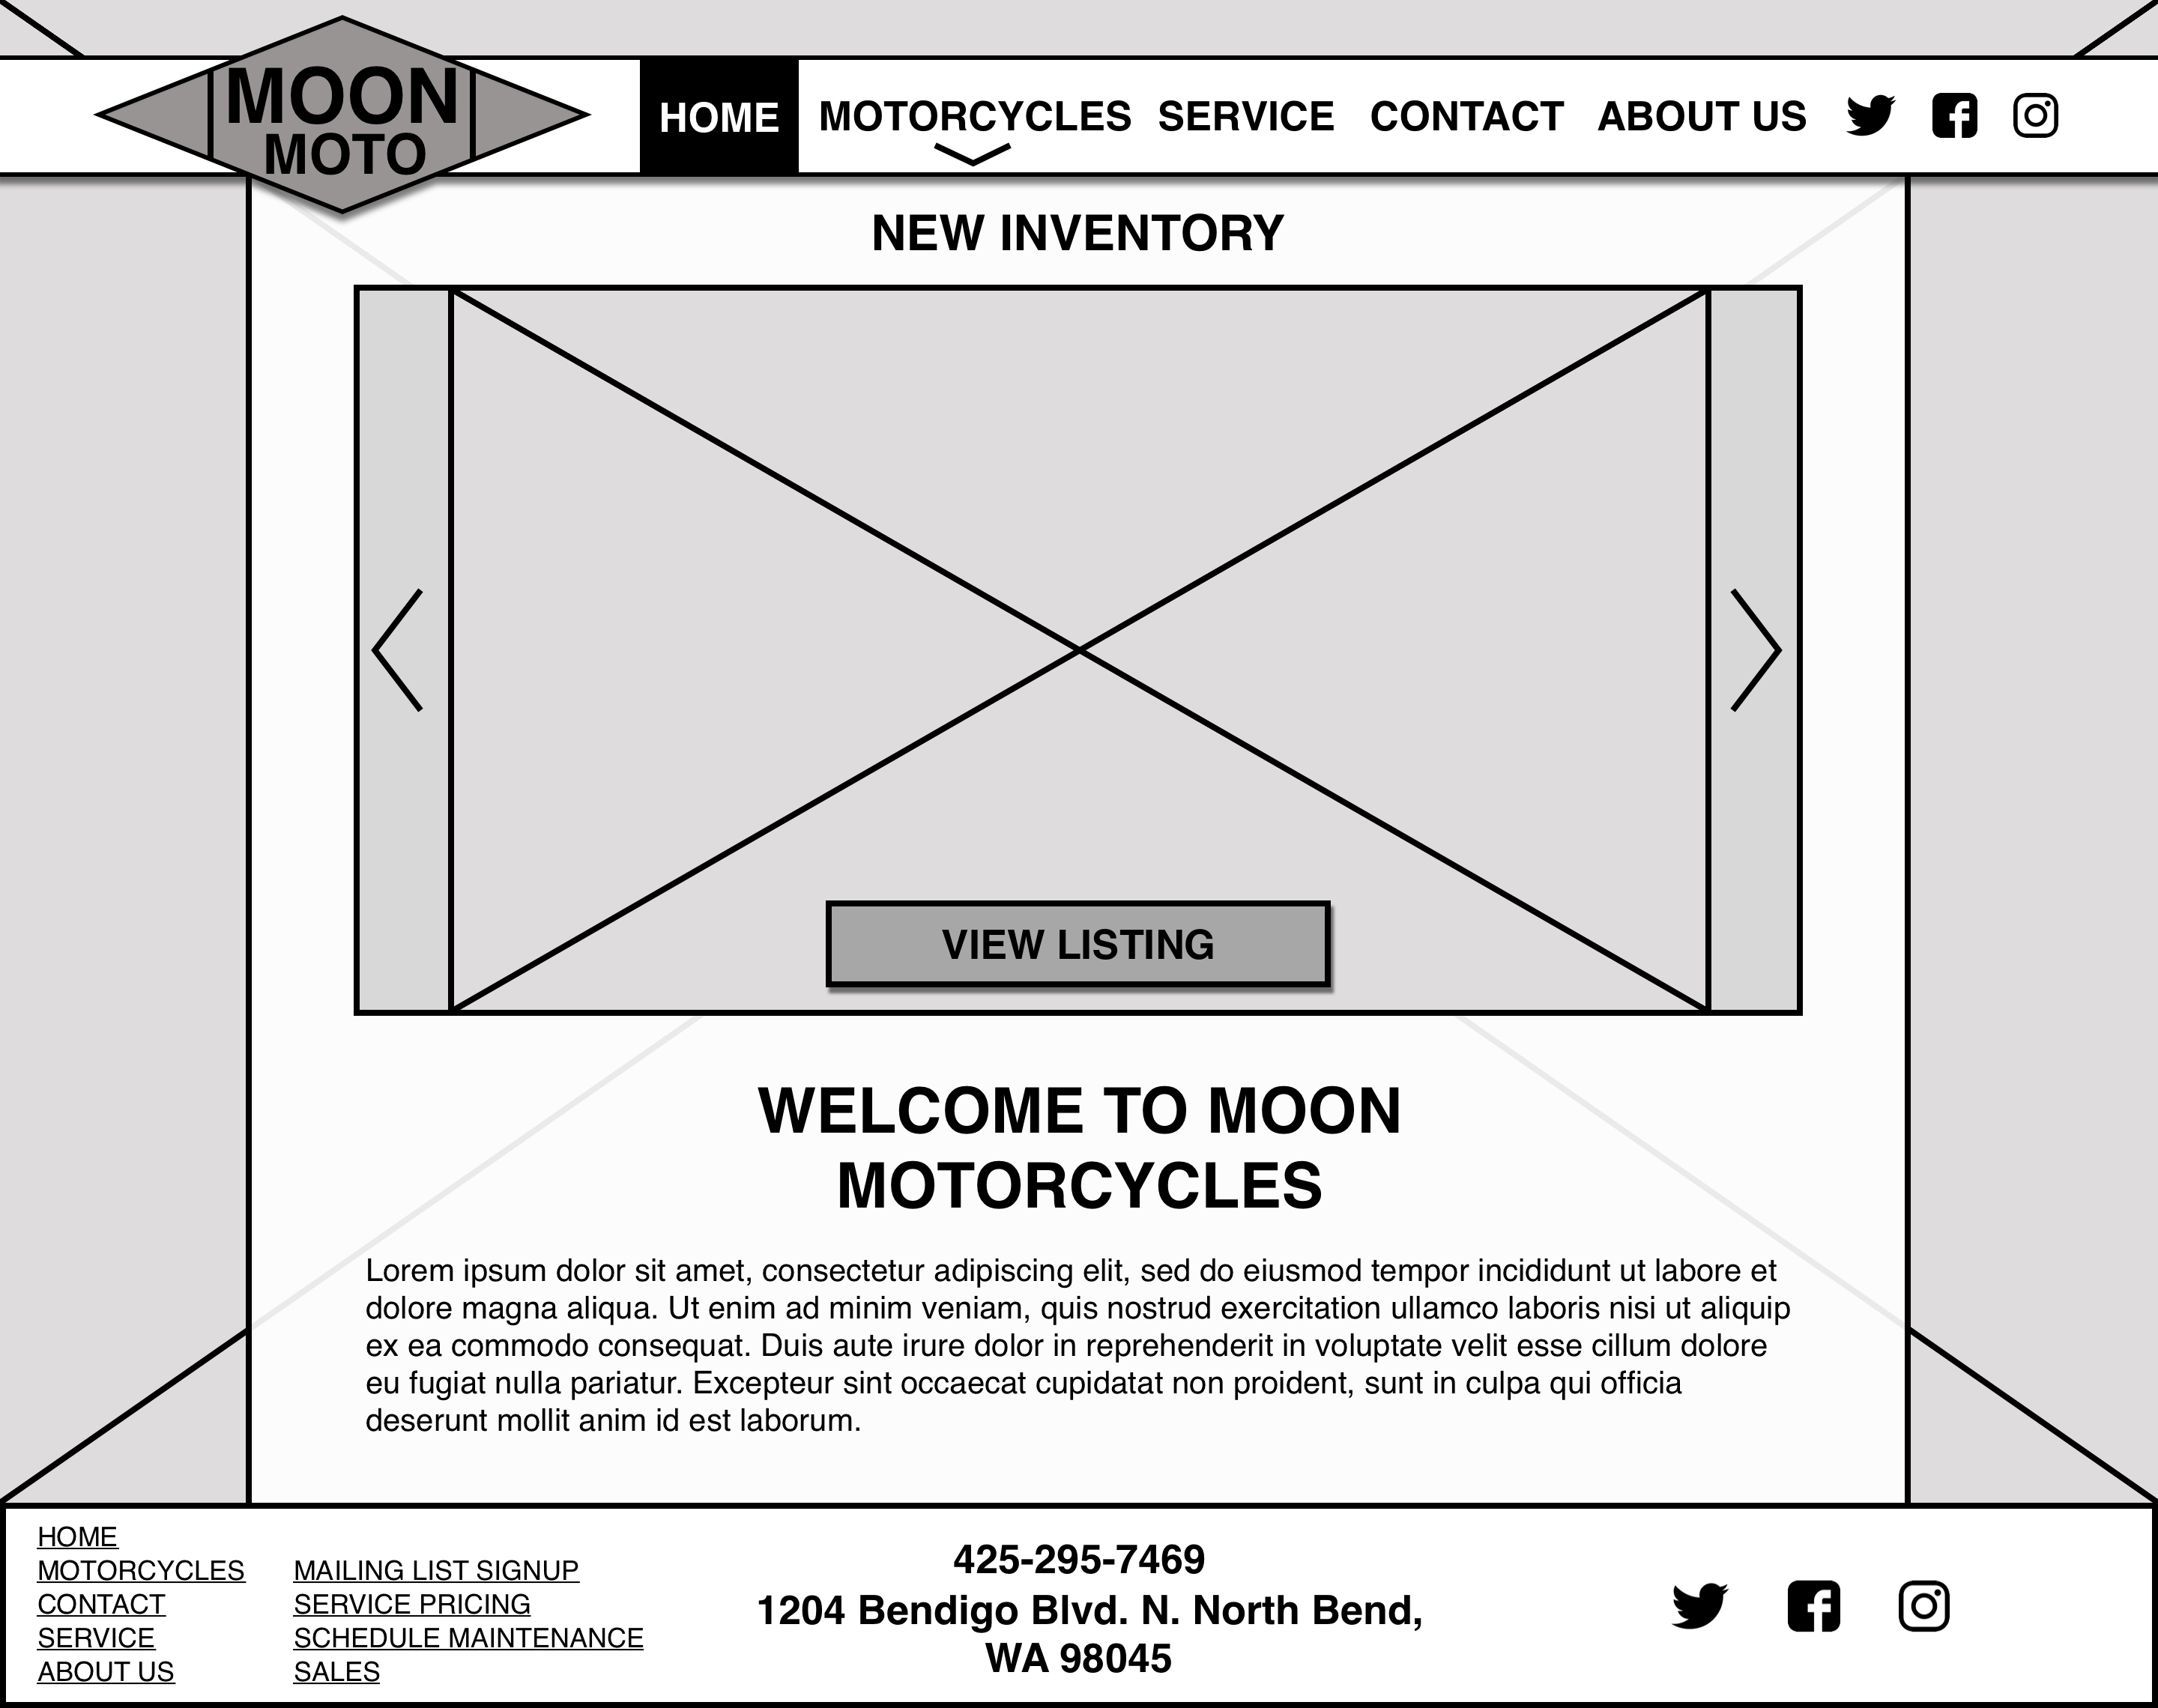 MOON
MOTO
HOME
MOTORCYCLES
SERVICE
CONTACT
ABOUT US
NEW INVENTORY
VIEW LISTING
WELCOME TO MOON
MOTORCYCLES
Lorem ipsum dolor sit amet, consectetur adipiscing elit, sed do eiusmod tempor incididunt ut labore et
dolore magna aliqua. Ut enim ad minim veniam, quis nostrud exercitation ullamco laboris nisi ut aliquip
ex ea commodo consequat. Duis aute irure dolor in reprehenderit in voluptate velit esse cillum dolore
eu fugiat nulla pariatur. Excepteur sint occaecat cupidatat non proident, sunt in culpa qui officia
deserunt mollit anim id est laborum.
HOME
MOTORCYCLES
CONTACT
SERVICE
ABOUT US
MAILING LIST SIGNUP
SERVICE PRICING
SCHEDULE MAINTENANCE
SALES
425-295-7469
1204 Bendigo Blvd. N. North Bend,
WA 98045